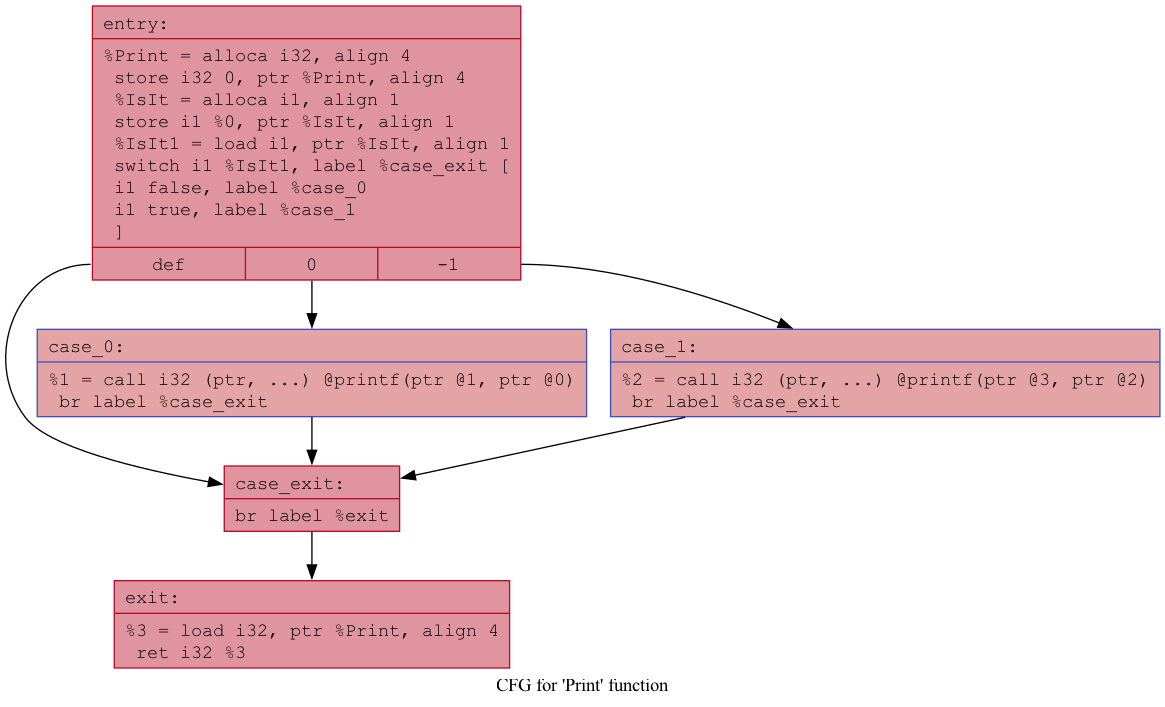 entry:
%Print = alloca i32, align 4
store i32 0, ptr %Print, align 4
%IsIt = alloca i1, align 1
store i1 %0, ptr %IsIt, align 1
%IsIt1 = load i1, ptr %IsIt, align 1
switch i1 %IsIt1, label %case_exit [
i1 false, label %case_0
i1 true, label %case_1
]
def 0 -1
case_0:
%1 = call i32 (ptr, ...) @printf(ptr @1, ptr @0)
br label %case_exit
case_1:
%2 = call i32 (ptr, ...) @printf(ptr @3, ptr @2)
br label %case_exit
case_exit:
br label %exit
exit:
%3 = load i32, ptr %Print, align 4
ret i32 %3
CFG for 'Print' function